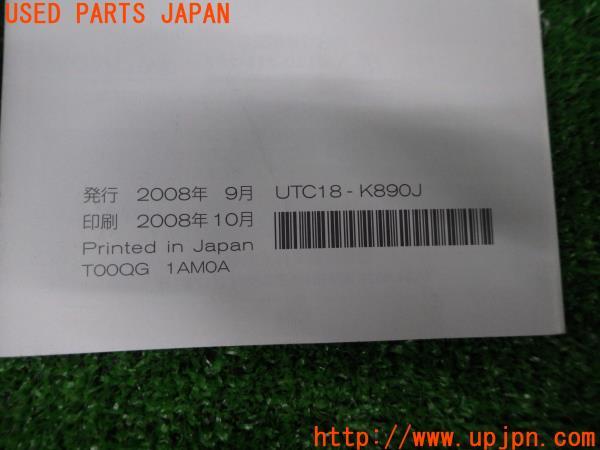 USED PARTS JAPAN
発行 2008年 9月 UTC18-K890J
印刷 2008年10月
Printed in Japan
T00QG 1AM0A
http://www.upjpn.com/